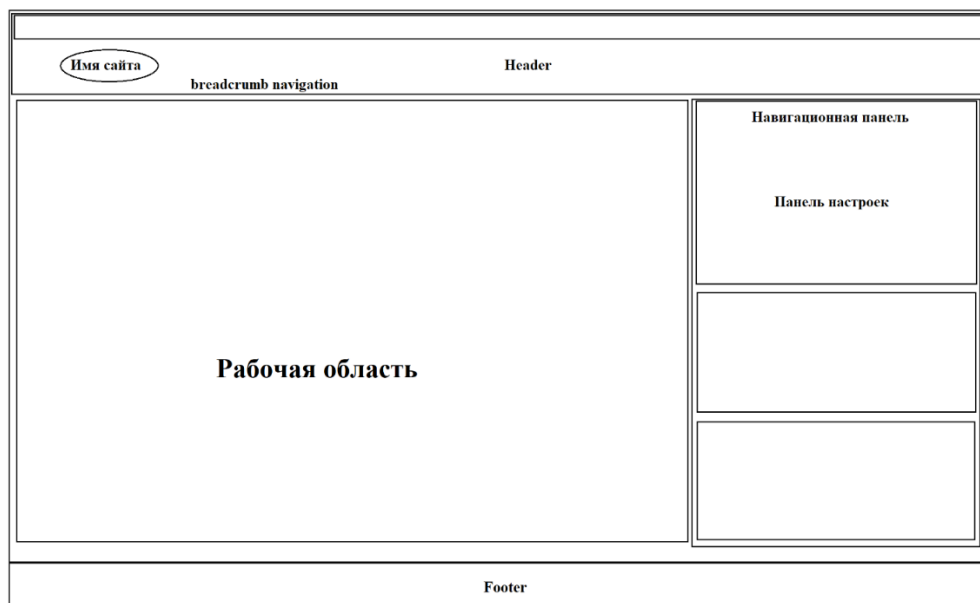 Имя сайта
Header
breadcrumb navigation
Навигационная панель
Панель настроек
Рабочая область
Footer